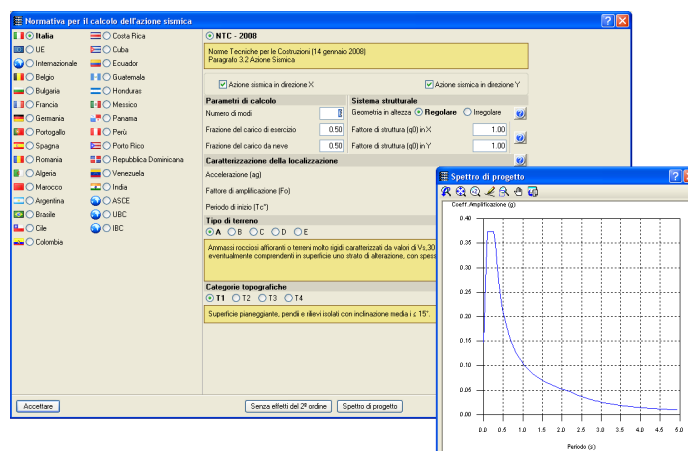 Normativa per il calcolo dell'azione sismica
Italia
Costa Rica
UE
Cuba
Internazionale
Ecuador
Belgio
Guatemala
Bulgaria
Honduras
Francia
Messico
Germania
Panama
Portogallo
Perù
Spagna
Porto Rico
Romania
Repubblica Dominicana
Algeria
Venezuela
Marocco
India
Argentina
ASCE
Brasile
UBC
Cile
IBC
Colombia
NTC - 2008
Norme Tecniche per le Costruzioni (14 gennaio 2008)
Paragrafo 3.2 Azione Sismica
Azione sismica in direzione X
Azione sismica in direzione Y
Parametri di calcolo
Sistema strutturale
Numero di modi
Geometria in altezza
Regolare
Irregolare
Frazione del carico di esercizio 0.50
Fattore di struttura (q0) in X 1.00
Frazione del carico da neve 0.50
Fattore di struttura (q0) in Y 1.00
Caratterizzazione della localizzazione
Accelerazione (ag)
Fattore di amplificazione (Fo)
Periodo di inizio (Tc*)
Tipo di terreno
A B C D E
Ammassi rocciosi affioranti o terreni molto rigidi caratterizzati da valori di Vs,30
eventualmente comprendenti in superficie uno strato di alterazione, con spess
Categorie topografiche
T1 T2 T3 T4
Superficie pianeggiante, pendii e rilievi isolati con inclinazione media i ≤ 15°.
Accettare
Senza effetti del 2º ordine
Spettro di progetto
Spettro di progetto
Coeff.Amplificazione (g)
0.40
0.35
0.30
0.25
0.20
0.15
0.10
0.05
0.00
0.0 0.5 1.0 1.5 2.0 2.5 3.0 3.5 4.0 4.5 5.0
Periodo (s)